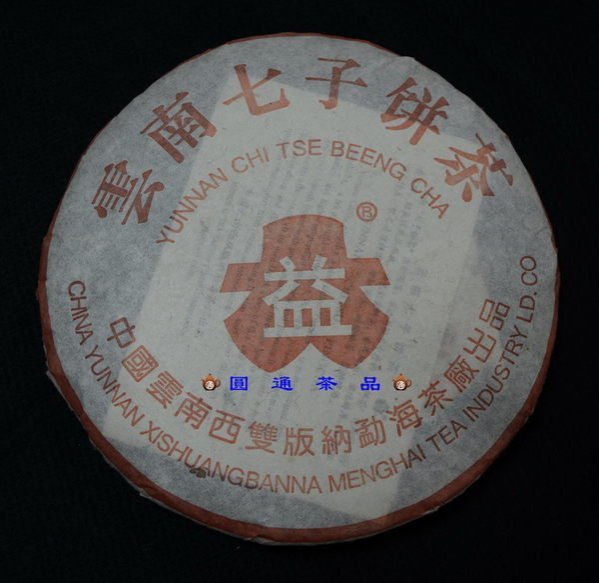 雲南七子饼茶
YUNNAN CHI TSE BEENG CHA
®
益
圓通茶品
中國雲南西雙版納勐海茶廠出品
CHINA YUNNAN XISHUANGBANNA MENGHAI TEA INDUSTRY LD.CO